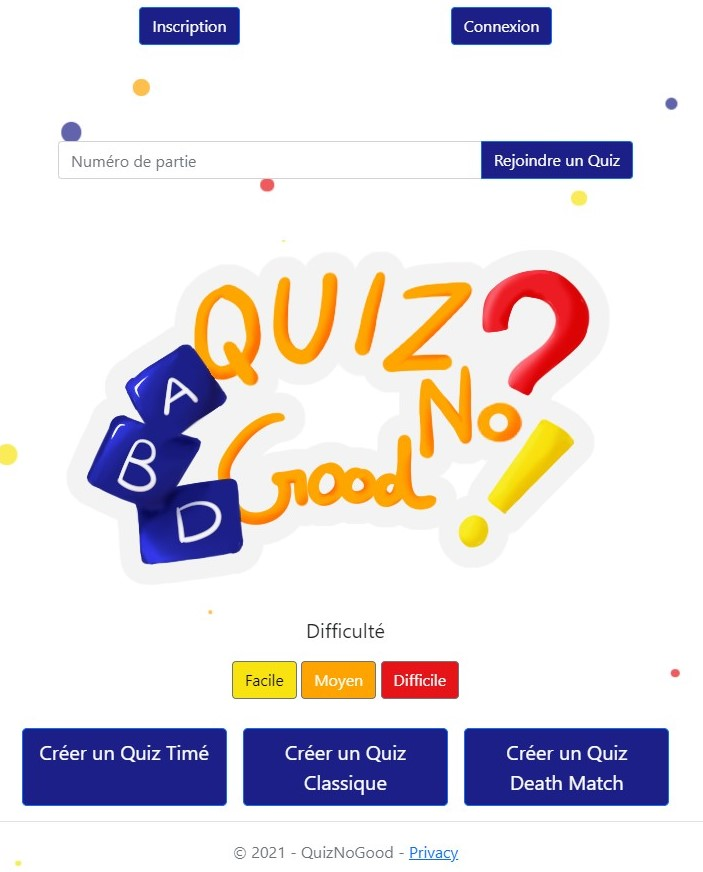 Inscription
Connexion
Numéro de partie
Rejoindre un Quiz
QUIZ ?
No
Good !
A
B
D
Difficulté
Facile
Moyen
Difficile
Créer un Quiz Timé
Créer un Quiz
Classique
Créer un Quiz
Death Match
© 2021 - QuizNoGood - Privacy